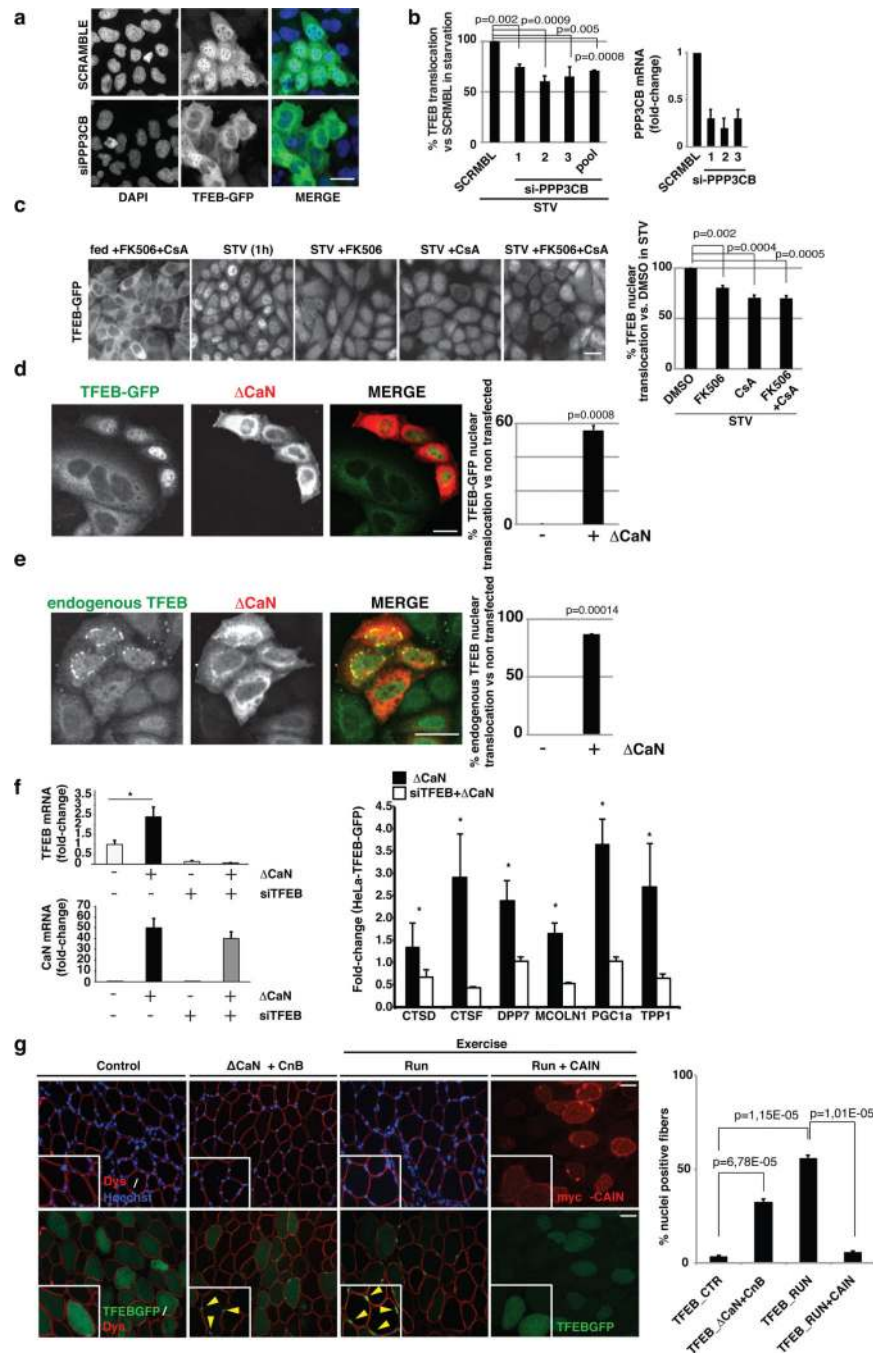 a
SCRAMBLE
siPPP3CB
DAPI
TFEB-GFP
MERGE
b
% TFEB translocation
vs SCRMBL in starvation
100
50
0
p=0.002
p=0.0009
p=0.005
p=0.0008
SCRMBL
1
2
3
pool
si-PPP3CB
STV
PPP3CB mRNA
(fold-change)
1
0.5
0
SCRMBL
1
2
3
si-PPP3CB
c
fed +FK506+CsA
STV (1h)
STV +FK506
STV +CsA
STV +FK506+CsA
TFEB-GFP
% TFEB nuclear
translocation vs. DMSO in STV
100
50
0
p=0.002
p=0.0004
p=0.0005
DMSO
FK506
CsA
FK506
+CsA
STV
d
TFEB-GFP
ΔCaN
MERGE
% TFEB-GFP nuclear
translocation vs non transfected
60
0
p=0.0008
- + ΔCaN
e
endogenous TFEB
ΔCaN
MERGE
% endogenous TFEB nuclear
translocation vs non transfected
100
50
0
p=0.00014
- + ΔCaN
f
TFEB mRNA
(fold-change)
3.5
2.5
1.5
0.5
*
- + - + ΔCaN
- - + + siTFEB
CaN mRNA
(fold-change)
70
60
50
40
30
20
10
0
- + - + ΔCaN
- - + + siTFEB
ΔCaN
siTFEB+ΔCaN
Fold-change (HeLa-TFEB-GFP)
4.5
4.0
3.5
3.0
2.5
2.0
1.5
1.0
0.5
0.0
* * * * * *
CTSD
CTSF
DPP7
MCOLN1
PGC1a
TPP1
g
Exercise
Control
ΔCaN + CnB
Run
Run + CAIN
Dys /
Hoechst
myc -CAIN
TFEBGFP /
Dys
TFEBGFP
% nuclei positive fibers
100
50
0
p=1,15E-05
p=1,01E-05
p=6,78E-05
TFEB_CTR
TFEB_ΔCaN+CnB
TFEB_RUN
TFEB_RUN+CAIN